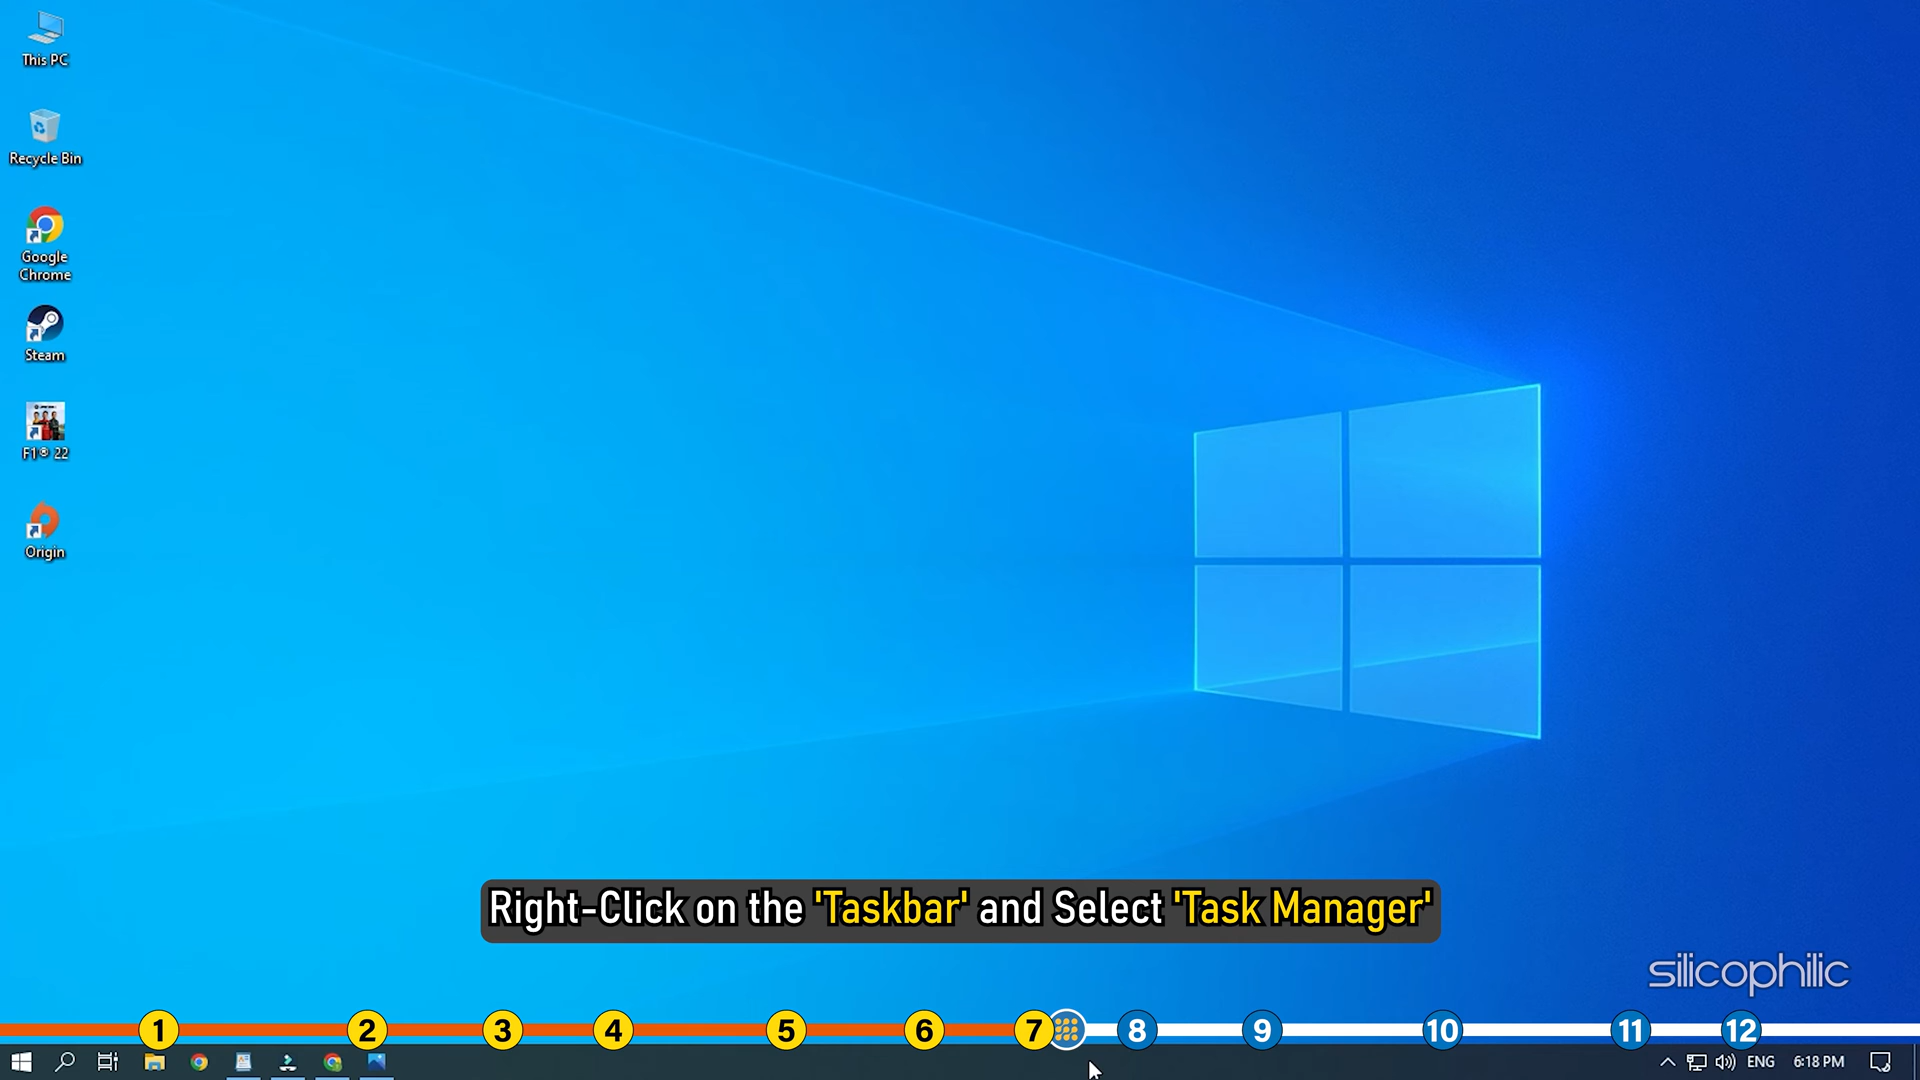 This PC
Recycle Bin
Google
Chrome
Steam
F1® 22
Origin
Right-Click on the 'Taskbar' and Select 'Task Manager'
silicophilic
1 2 3 4 5 6 7 8 9 10 11 12
ENG 6:18 PM